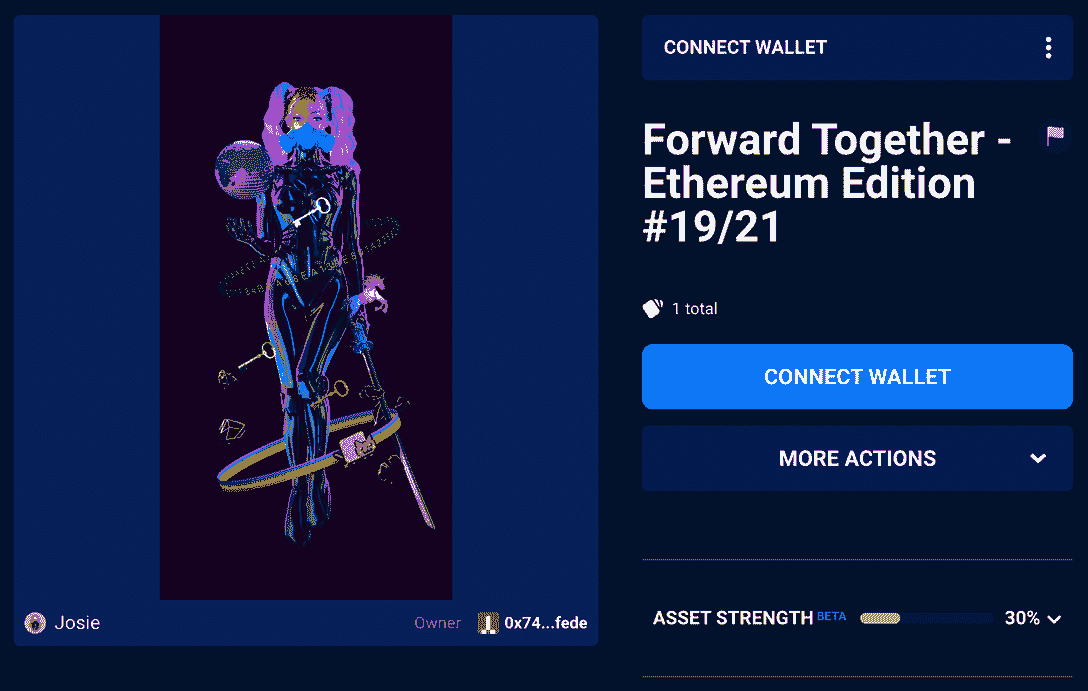 CONNECT WALLET
Forward Together -
Ethereum Edition
#19/21
1 total
CONNECT WALLET
MORE ACTIONS
Josie
Owner
0x74...fede
ASSET STRENGTH BETA
30%